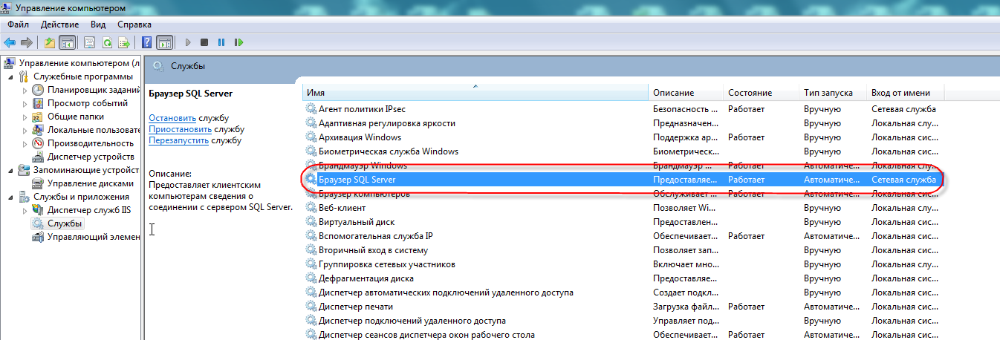 Управление компьютером
Файл Действие Вид Справка
Управление компьютером (л
Служебные программы
Планировщик заданий
Просмотр событий
Общие папки
Локальные пользовате
Производительность
Диспетчер устройств
Запоминающие устройст
Управление дисками
Службы и приложения
Диспетчер служб IIS
Службы
Управляющий элемен
Службы
Браузер SQL Server
Остановить службу
Приостановить службу
Перезапустить службу
Описание:
Предоставляет клиентским
компьютерам сведения о
соединении с сервером SQL Server.
Имя Описание Состояние Тип запуска Вход от имени
Агент политики IPsec Безопасность ... Работает Вручную Сетевая служба
Адаптивная регулировка яркости Предназначен... Вручную Локальная слу...
Архивация Windows Поддержка ар... Работает Вручную Локальная сис...
Биометрическая служба Windows Биометрическ... Вручную Локальная сис...
Брандмауэр Windows Брандмауэр ... Работает Автоматиче... Локальная слу...
Браузер SQL Server Предоставляе... Работает Автоматиче... Сетевая служба
Браузер компьютеров Обслуживает ... Работает Автоматиче... Локальная сис...
Веб-клиент Позволяет Wi... Вручную Локальная слу...
Виртуальный диск Предоставлен... Вручную Локальная сис...
Вспомогательная служба IP Обеспечивает... Работает Автоматиче... Локальная сис...
Вторичный вход в систему Позволяет зап... Вручную Локальная сис...
Группировка сетевых участников Включает мно... Вручную Локальная слу...
Дефрагментация диска Предоставляе... Вручную Локальная сис...
Диспетчер автоматических подключений удаленного доступа Создает подкл... Вручную Локальная сис...
Диспетчер печати Загрузка файл... Работает Автоматиче... Локальная сис...
Диспетчер подключений удаленного доступа Управляет под... Вручную Локальная сис...
Диспетчер сеансов диспетчера окон рабочего стола Обеспечивает... Работает Автоматиче... Локальная сис...